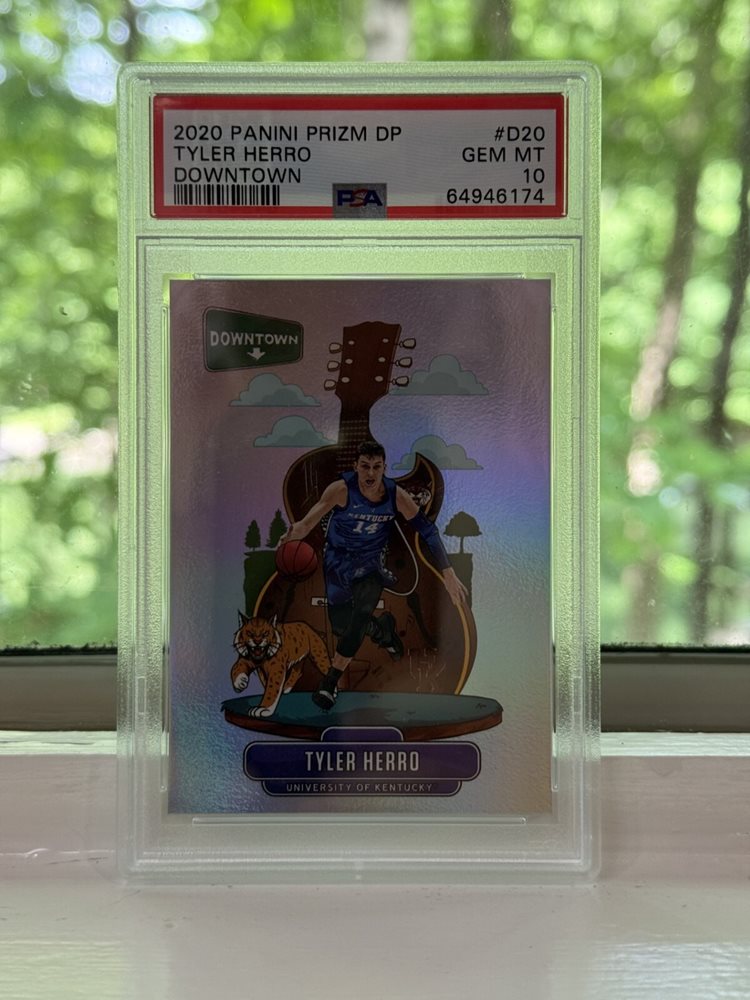 2020 PANINI PRIZM DP #D20
TYLER HERRO GEM MT
DOWNTOWN 10
PSA 64946174
DOWNTOWN
KENTUCKY
14
TYLER HERRO
UNIVERSITY OF KENTUCKY